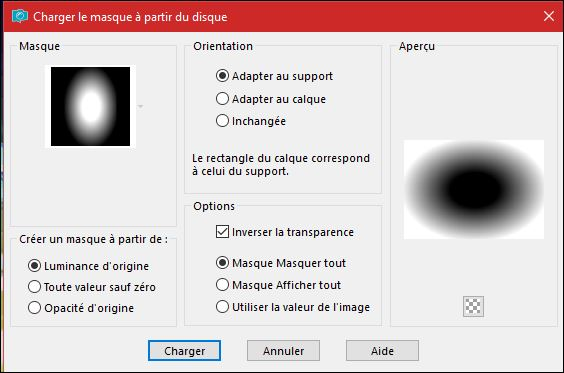 Charger le masque à partir du disque
Masque
Orientation
Adapter au support
Adapter au calque
Inchangée
Le rectangle du calque correspond
à celui du support.
Aperçu
Créer un masque à partir de :
Luminance d'origine
Toute valeur sauf zéro
Opacité d'origine
Options
Inverser la transparence
Masque Masquer tout
Masque Afficher tout
Utiliser la valeur de l'image
Charger
Annuler
Aide